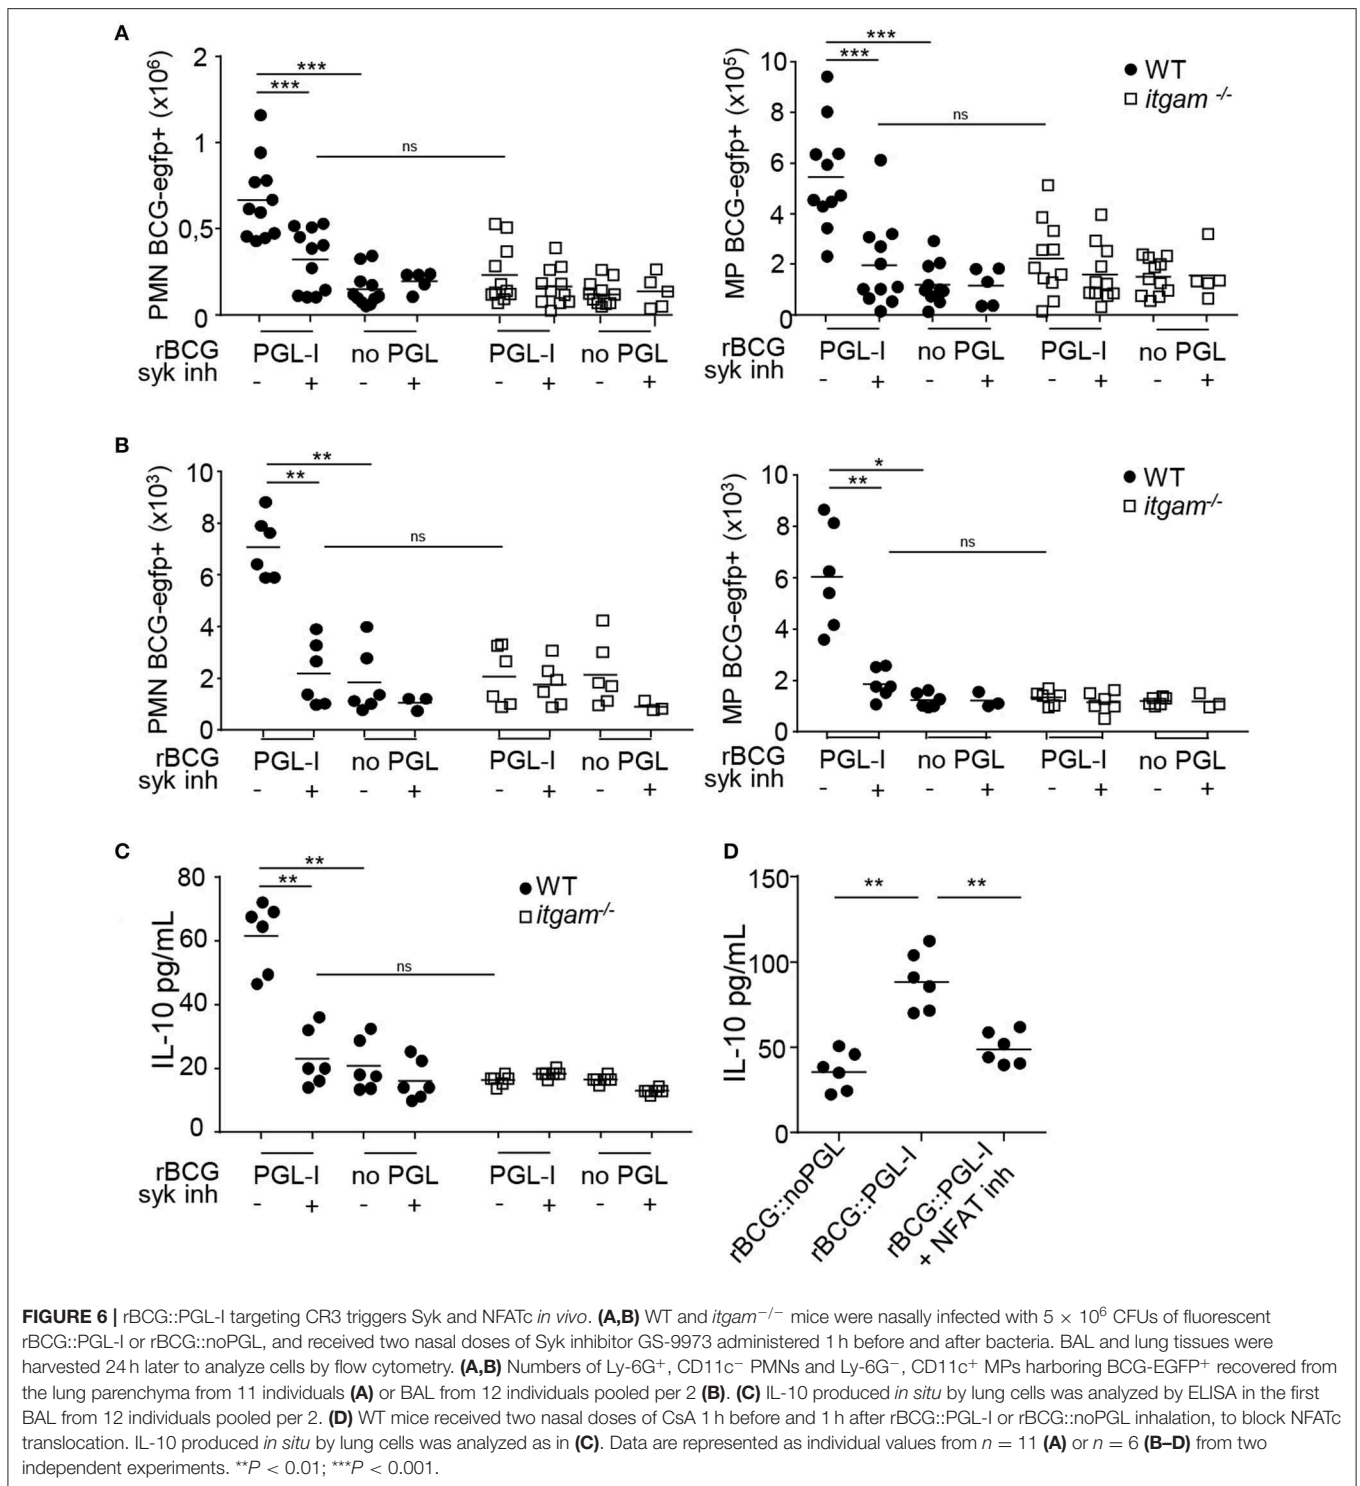 A
PMN BCG-egfp+ (x10⁶)
2
1
0,5
0
***
***
ns
rBCG PGL-I no PGL PGL-I no PGL
syk inh - + - + - + - +
MP BCG-egfp+ (x10⁵)
10
8
6
4
2
0
***
***
ns
WT
itgam -/-
rBCG PGL-I no PGL PGL-I no PGL
syk inh - + - + - + - +
B
PMN BCG-egfp+ (x10³)
10
8
6
4
2
0
**
**
ns
rBCG PGL-I no PGL PGL-I no PGL
syk inh - + - + - + - +
MP BCG-egfp+ (x10³)
10
8
6
4
2
0
*
**
ns
WT
itgam-/-
rBCG PGL-I no PGL PGL-I no PGL
syk inh - + - + - + - +
C
IL-10 pg/mL
80
60
40
20
0
**
**
ns
WT
itgam-/-
rBCG PGL-I no PGL PGL-I no PGL
syk inh - + - + - + - +
D
IL-10 pg/mL
150
100
50
0
** **
rBCG::noPGL
rBCG::PGL-I
rBCG::PGL-I
+ NFAT inh
FIGURE 6 | rBCG::PGL-I targeting CR3 triggers Syk and NFATc in vivo. (A,B) WT and itgam−/− mice were nasally infected with 5 × 10⁶ CFUs of fluorescent
rBCG::PGL-I or rBCG::noPGL, and received two nasal doses of Syk inhibitor GS-9973 administered 1 h before and after bacteria. BAL and lung tissues were
harvested 24 h later to analyze cells by flow cytometry. (A,B) Numbers of Ly-6G⁺, CD11c⁻ PMNs and Ly-6G⁻, CD11c⁺ MPs harboring BCG-EGFP⁺ recovered from
the lung parenchyma from 11 individuals (A) or BAL from 12 individuals pooled per 2 (B). (C) IL-10 produced in situ by lung cells was analyzed by ELISA in the first
BAL from 12 individuals pooled per 2. (D) WT mice received two nasal doses of CsA 1 h before and 1 h after rBCG::PGL-I or rBCG::noPGL inhalation, to block NFATc
translocation. IL-10 produced in situ by lung cells was analyzed as in (C). Data are represented as individual values from n = 11 (A) or n = 6 (B–D) from two
independent experiments. **P < 0.01; ***P < 0.001.